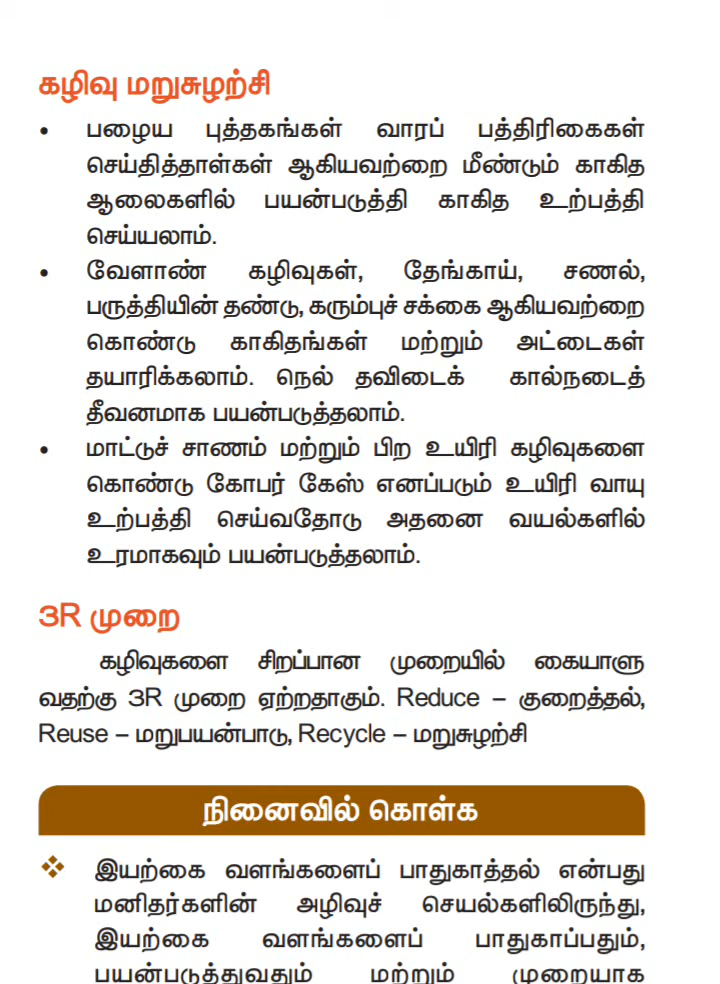 கழிவு மறுசுழற்சி
• பழைய புத்தகங்கள் வாரப் பத்திரிகைகள்
செய்தித்தாள்கள் ஆகியவற்றை மீண்டும் காகித
ஆலைகளில் பயன்படுத்தி காகித உற்பத்தி
செய்யலாம்.
• வேளாண் கழிவுகள், தேங்காய், சணல்,
பருத்தியின் தண்டு, கரும்புச் சக்கை ஆகியவற்றை
கொண்டு காகிதங்கள் மற்றும் அட்டைகள்
தயாரிக்கலாம். நெல் தவிடைக் கால்நடைத்
தீவனமாக பயன்படுத்தலாம்.
• மாட்டுச் சாணம் மற்றும் பிற உயிரி கழிவுகளை
கொண்டு கோபர் கேஸ் எனப்படும் உயிரி வாயு
உற்பத்தி செய்வதோடு அதனை வயல்களில்
உரமாகவும் பயன்படுத்தலாம்.
3R முறை
கழிவுகளை சிறப்பான முறையில் கையாளு
வதற்கு 3R முறை ஏற்றதாகும். Reduce – குறைத்தல்,
Reuse – மறுபயன்பாடு, Recycle – மறுசுழற்சி
நினைவில் கொள்க
❖ இயற்கை வளங்களைப் பாதுகாத்தல் என்பது
மனிதர்களின் அழிவுச் செயல்களிலிருந்து,
இயற்கை வளங்களைப் பாதுகாப்பதும்,
பயன்படுத்துவதும் மற்றும் முறையாக